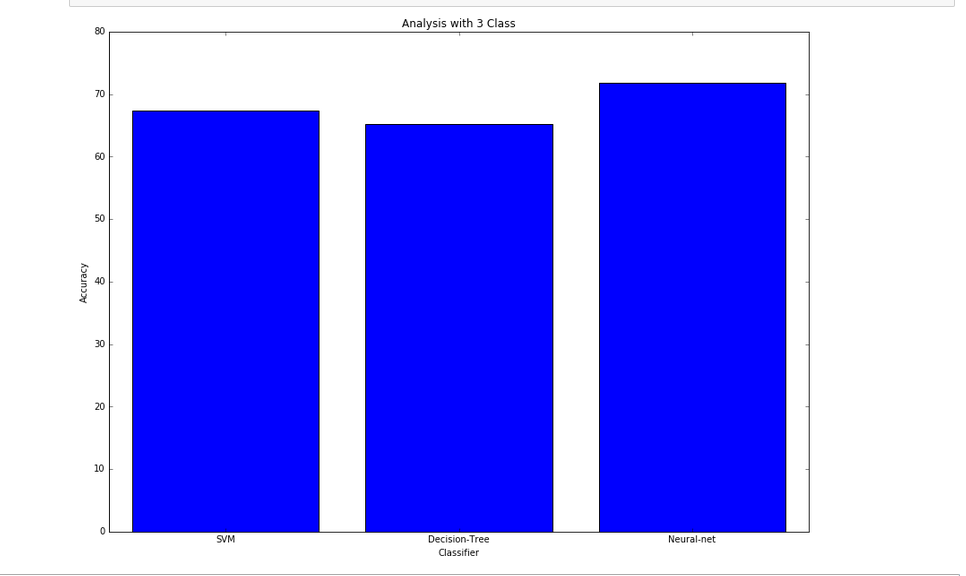 Analysis with 3 Class
80
70
60
50
40
30
20
10
0
Accuracy
SVM Decision-Tree Neural-net
Classifier